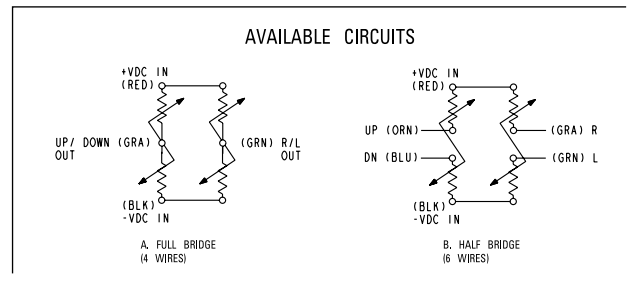 AVAILABLE CIRCUITS
+VDC IN
(RED)
UP/ DOWN (GRA)
OUT
(GRN) R/L
OUT
(BLK)
-VDC IN
A. FULL BRIDGE
(4 WIRES)
+VDC IN
(RED)
UP (ORN)
(GRA) R
DN (BLU)
(GRN) L
(BLK)
-VDC IN
B. HALF BRIDGE
(6 WIRES)